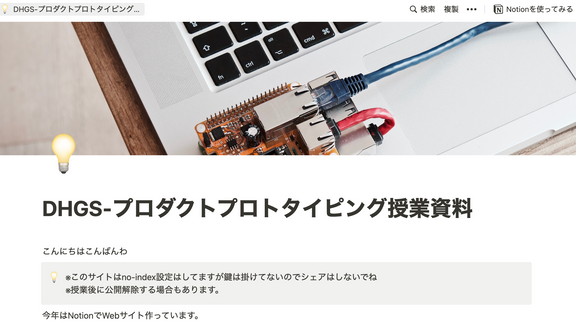 DHGS-プロダクトプロトタイピング...
検索
複製
•••
Notionを使ってみる
fn
ctrl
alt
DHGS-プロダクトプロトタイピング授業資料
こんにちはこんばんわ
※このサイトはno-index設定はしてますが鍵は掛けてないのでシェアはしないでね
※授業後に公開解除する場合もあります。
今年はNotionでWebサイト作っています。